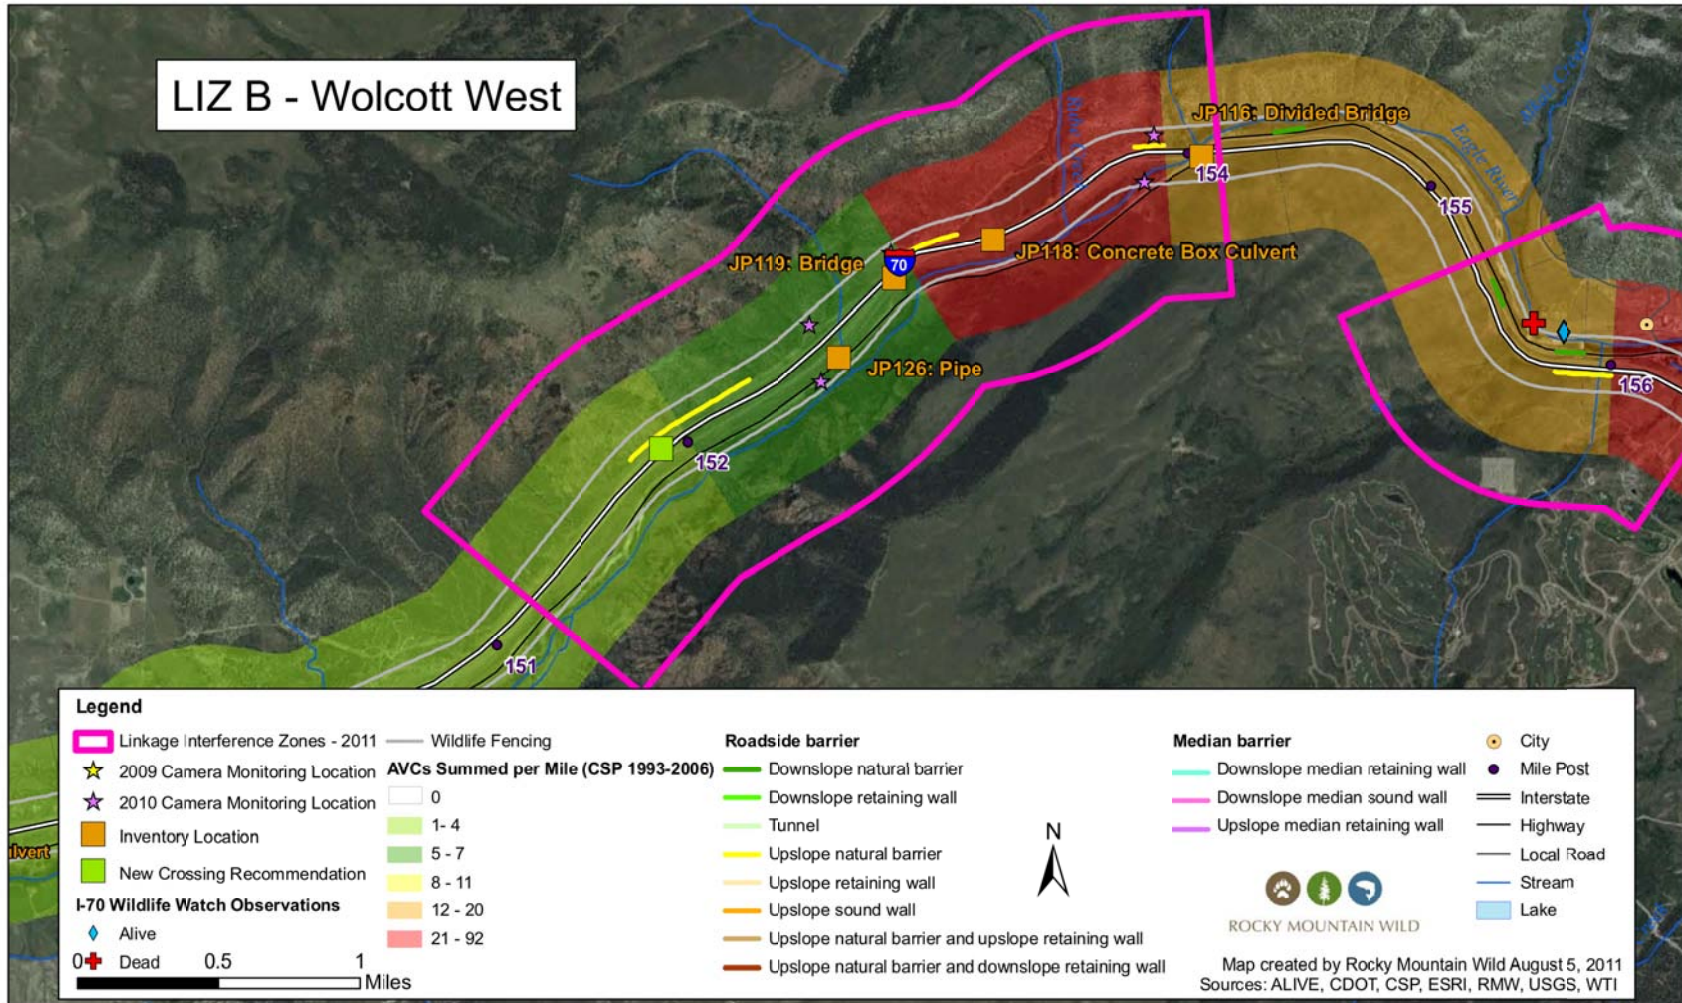 LIZ B - Wolcott West
JP116: Divided Bridge
154
Eagle River
155
JP119: Bridge
70
JP118: Concrete Box Culvert
JP126: Pipe
156
152
151
Legend
Linkage Interference Zones - 2011
2009 Camera Monitoring Location
2010 Camera Monitoring Location
Inventory Location
New Crossing Recommendation
I-70 Wildlife Watch Observations
Alive
Dead
0 0.5 1
Miles
Wildlife Fencing
AVCs Summed per Mile (CSP 1993-2006)
0
1- 4
5 - 7
8 - 11
12 - 20
21 - 92
Roadside barrier
Downslope natural barrier
Downslope retaining wall
Tunnel
Upslope natural barrier
Upslope retaining wall
Upslope sound wall
Upslope natural barrier and upslope retaining wall
Upslope natural barrier and downslope retaining wall
N
Median barrier
Downslope median retaining wall
Downslope median sound wall
Upslope median retaining wall
City
Mile Post
Interstate
Highway
Local Road
Stream
Lake
ROCKY MOUNTAIN WILD
Map created by Rocky Mountain Wild August 5, 2011
Sources: ALIVE, CDOT, CSP, ESRI, RMW, USGS, WTI